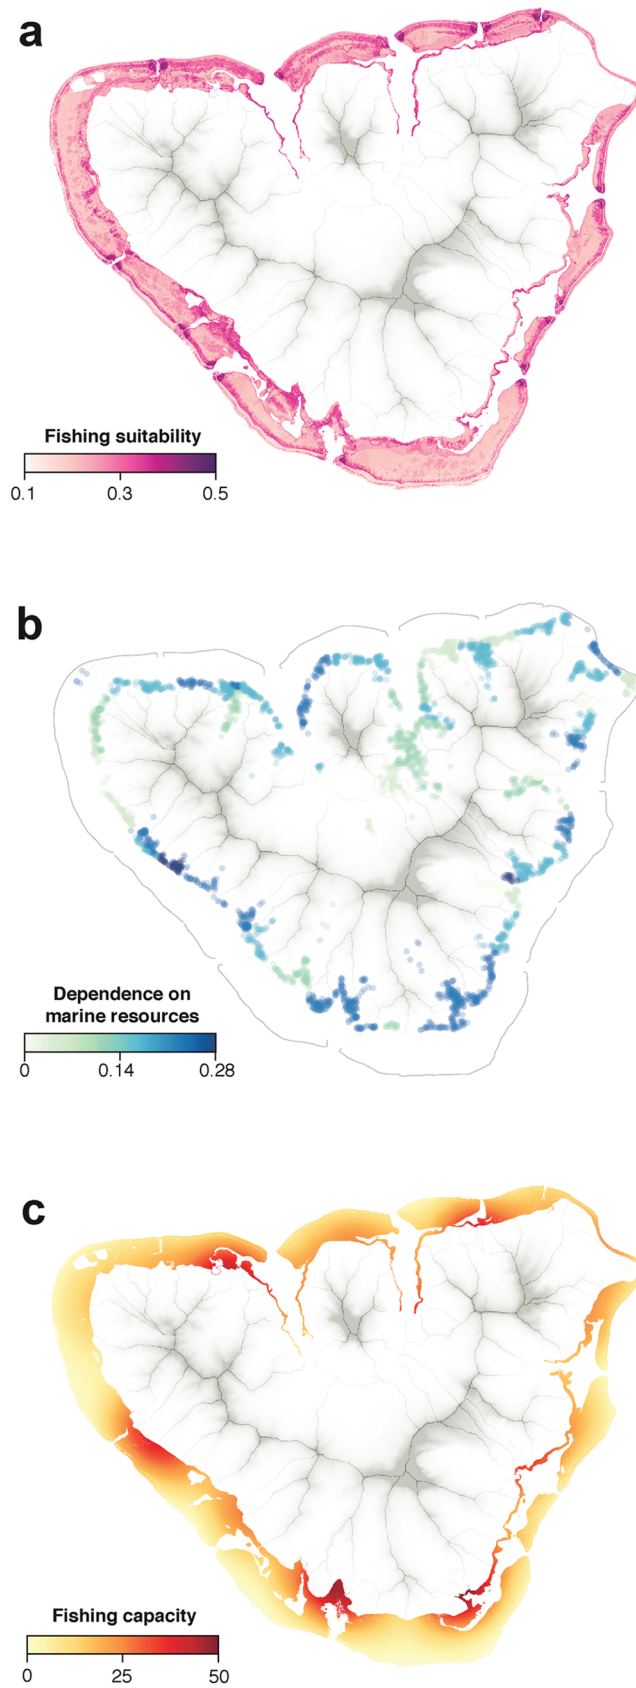 a
Fishing suitability
0.1 0.3 0.5
b
Dependence on
marine resources
0 0.14 0.28
c
Fishing capacity
0 25 50